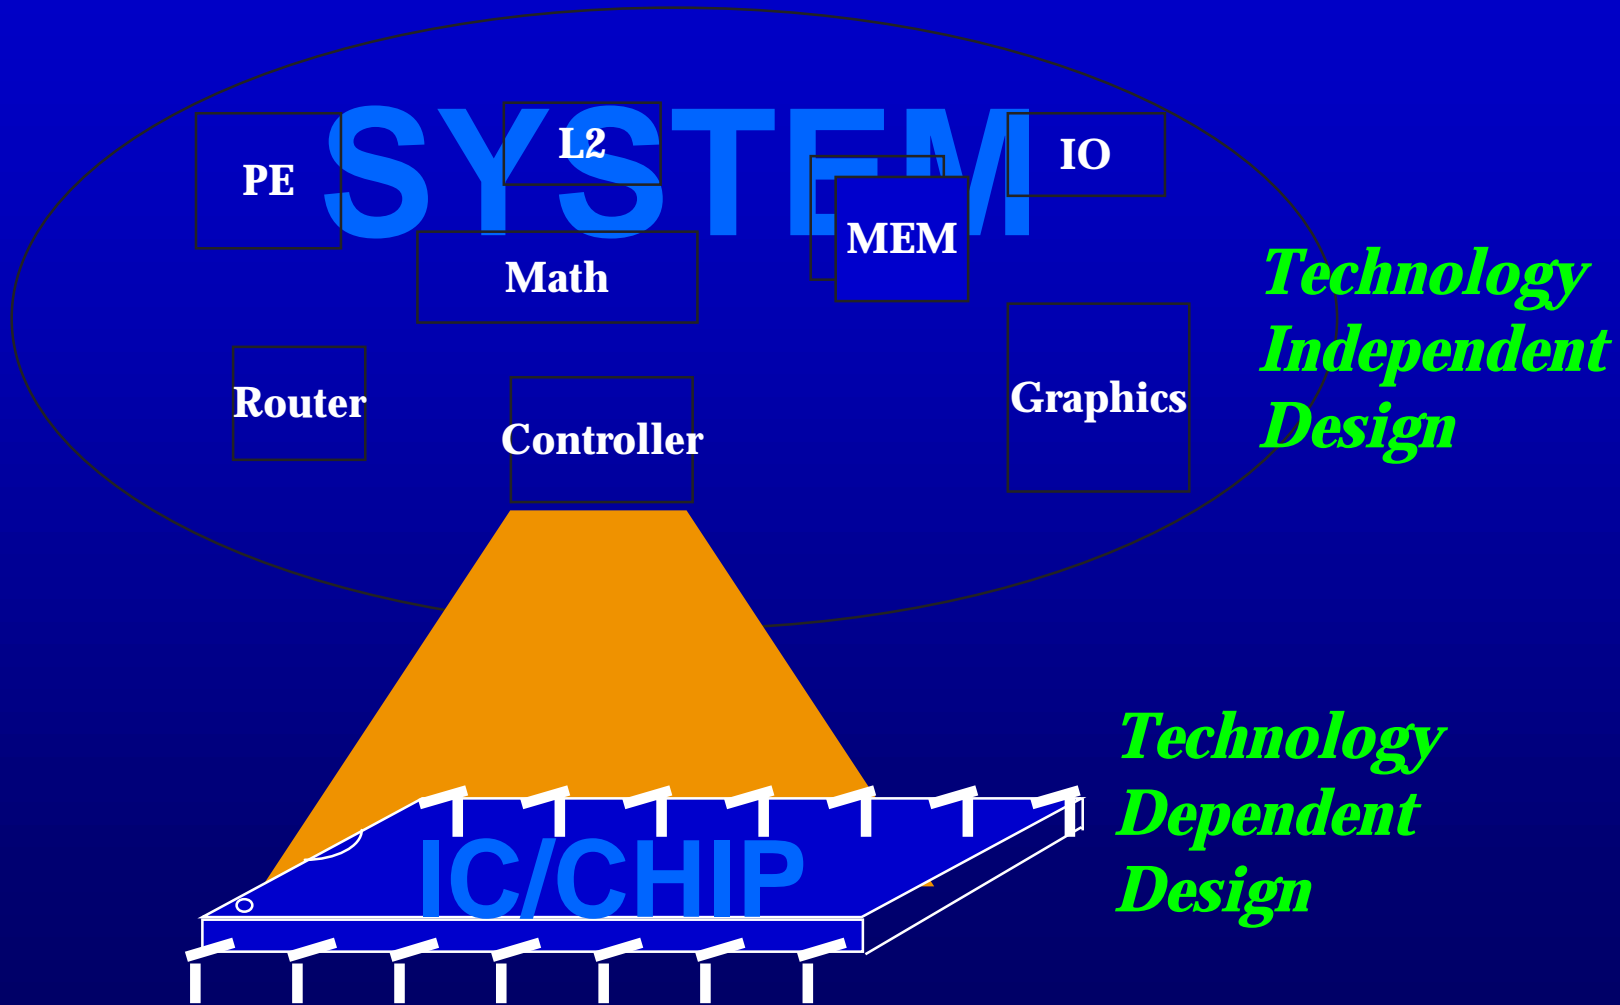 SYSTEM
PE
L2
IO
MEM
Math
Router
Controller
Graphics
Technology
Independent
Design
Technology
Dependent
Design
IC/CHIP